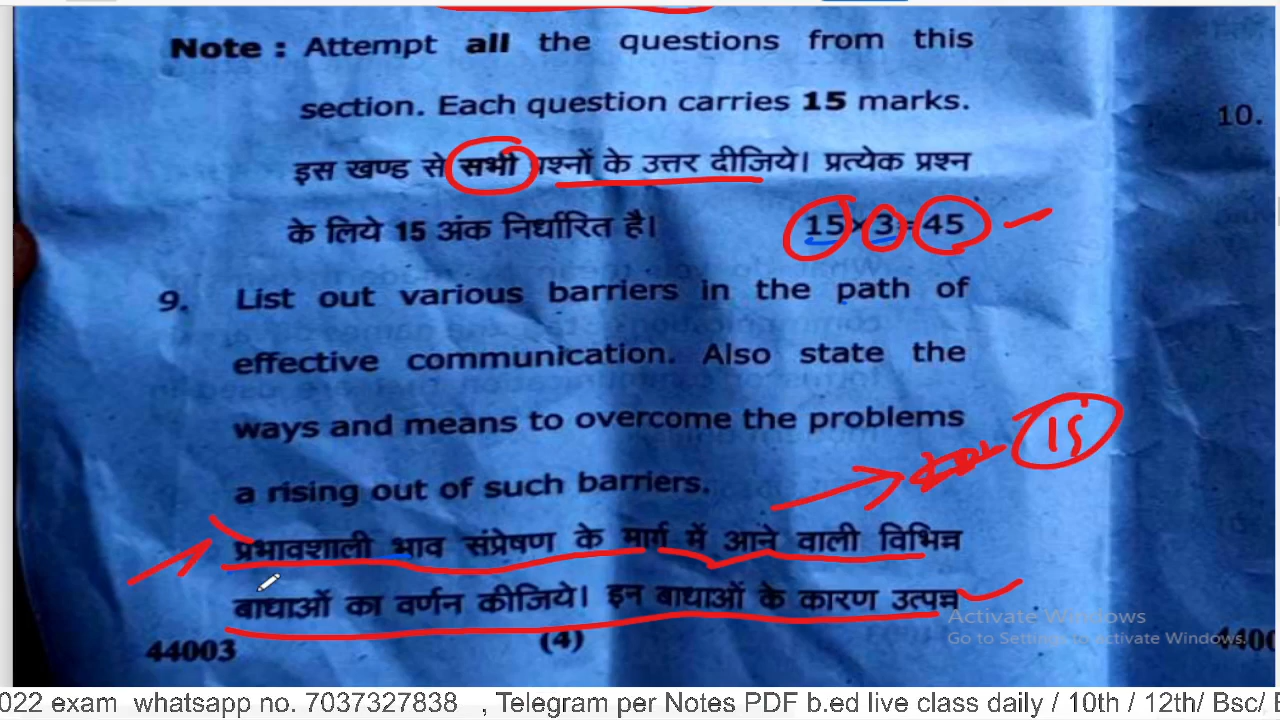 Note : Attempt all the questions from this
section. Each question carries 15 marks.
इस खण्ड से सभी प्रश्नों के उत्तर दीजिये। प्रत्येक प्रश्न
के लिये 15 अंक निर्धारित है। 15×3=45
10.
9. List out various barriers in the path of
effective communication. Also state the
ways and means to overcome the problems
15
a rising out of such barriers.
प्रभावशाली भाव संप्रेषण के मार्ग में आने वाली विभिन्न
बाधाओं का वर्णन कीजिये। इन बाधाओं के कारण उत्पन्न
44003 (4) 4400
Activate Windows
Go to Settings to activate Windows.
022 exam whatsapp no. 7037327838 , Telegram per Notes PDF b.ed live class daily / 10th / 12th/ Bsc/